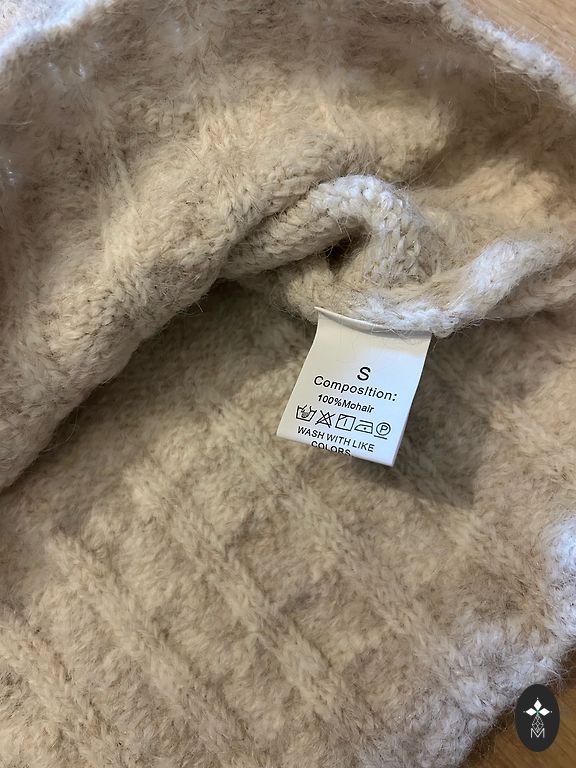 S
Composition:
100%Mohair
P
WASH WITH LIKE
COLORS
M